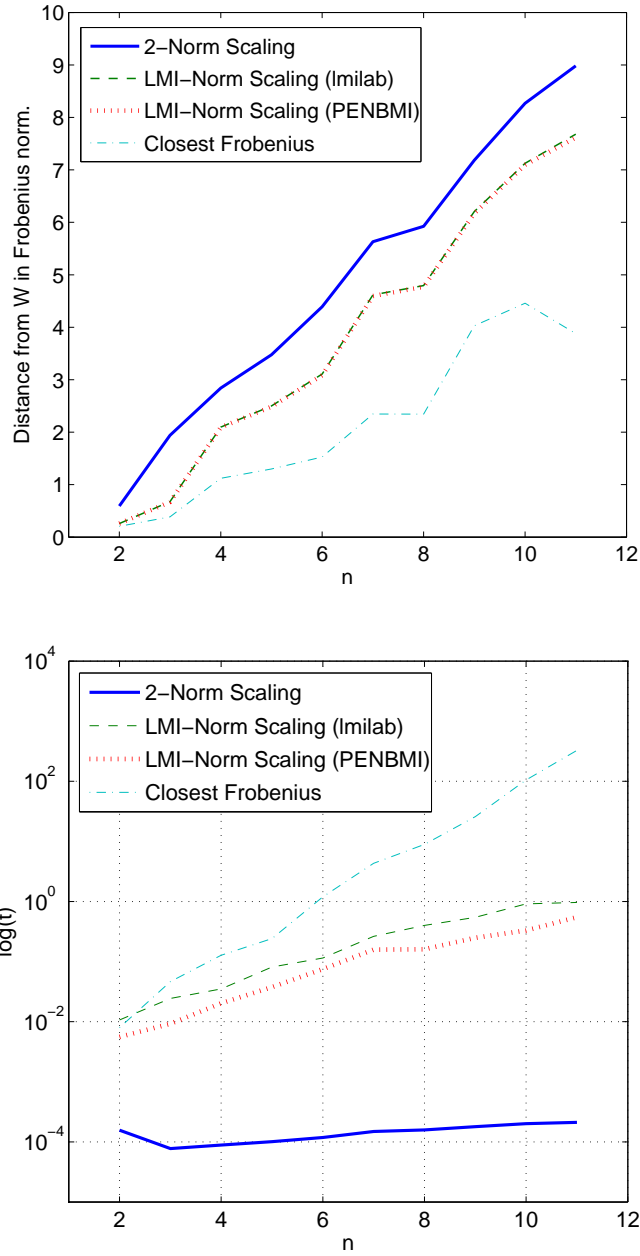 10
9
8
7
6
5
4
3
2
1
0
Distance from W in Frobenius norm.
2−Norm Scaling
LMI−Norm Scaling (lmilab)
LMI−Norm Scaling (PENBMI)
Closest Frobenius
2 4 6 8 10 12
n
10^4
10^2
10^0
10^−2
10^−4
log(t)
2−Norm Scaling
LMI−Norm Scaling (lmilab)
LMI−Norm Scaling (PENBMI)
Closest Frobenius
2 4 6 8 10 12
n